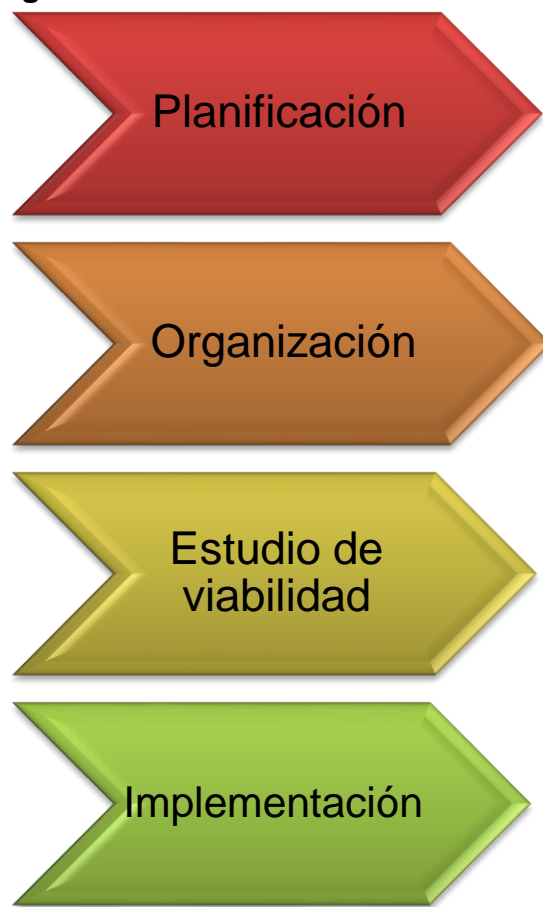 Planificación
Organización
Estudio de
viabilidad
Implementación